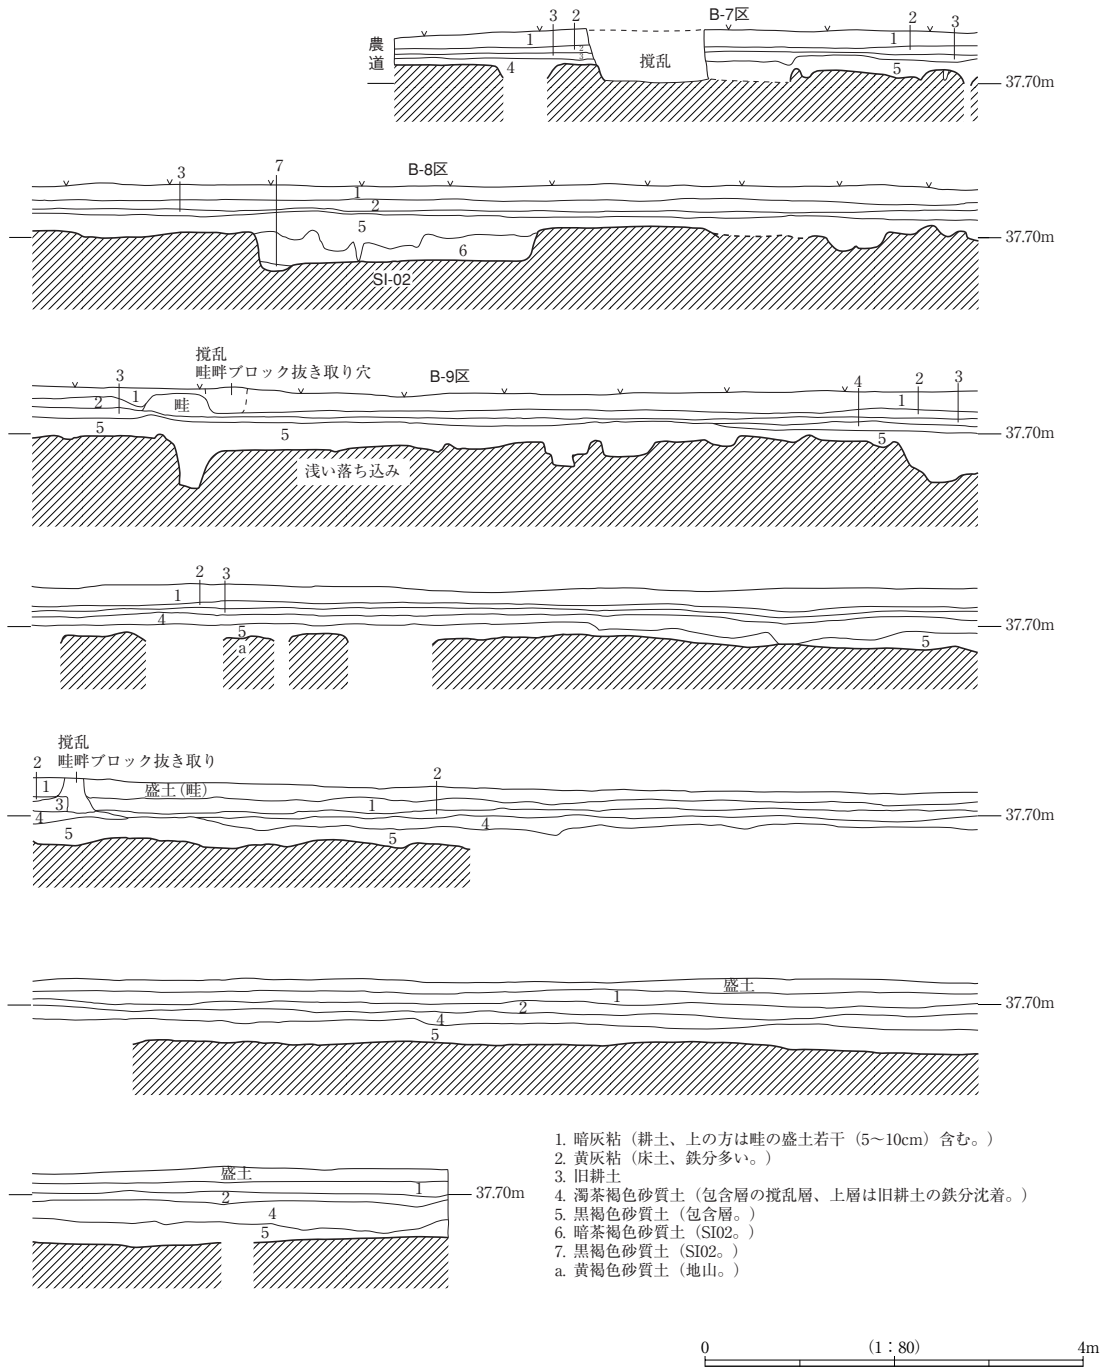 3 2 B-7区 2 3
農道 1 2 3 撹乱 1
4 5
37.70m
7
3 B-8区
1
2
5
37.70m
6
SI-02
撹乱
畦畔ブロック抜き取り穴
3 B-9区 4 2 3
2 1 畦 1
5 5 37.70m
5
浅い落ち込み
2 3
1
4
5 37.70m
a 5
撹乱
2 畦畔ブロック抜き取り 2
1 盛土(畦)
3 1
4 4 37.70m
5 5
盛土
1
2 37.70m
4
5
盛土
1
2 37.70m
4
5
1. 暗灰粘(耕土、上の方は畦の盛土若干(5~10cm)含む。)
2. 黄灰粘(床土、鉄分多い。)
3. 旧耕土
4. 濁茶褐色砂質土(包含層の撹乱層、上層は旧耕土の鉄分沈着。)
5. 黒褐色砂質土(包含層。)
6. 暗茶褐色砂質土(SI02。)
7. 黒褐色砂質土(SI02。)
a. 黄褐色砂質土(地山。)
0 (1:80) 4m